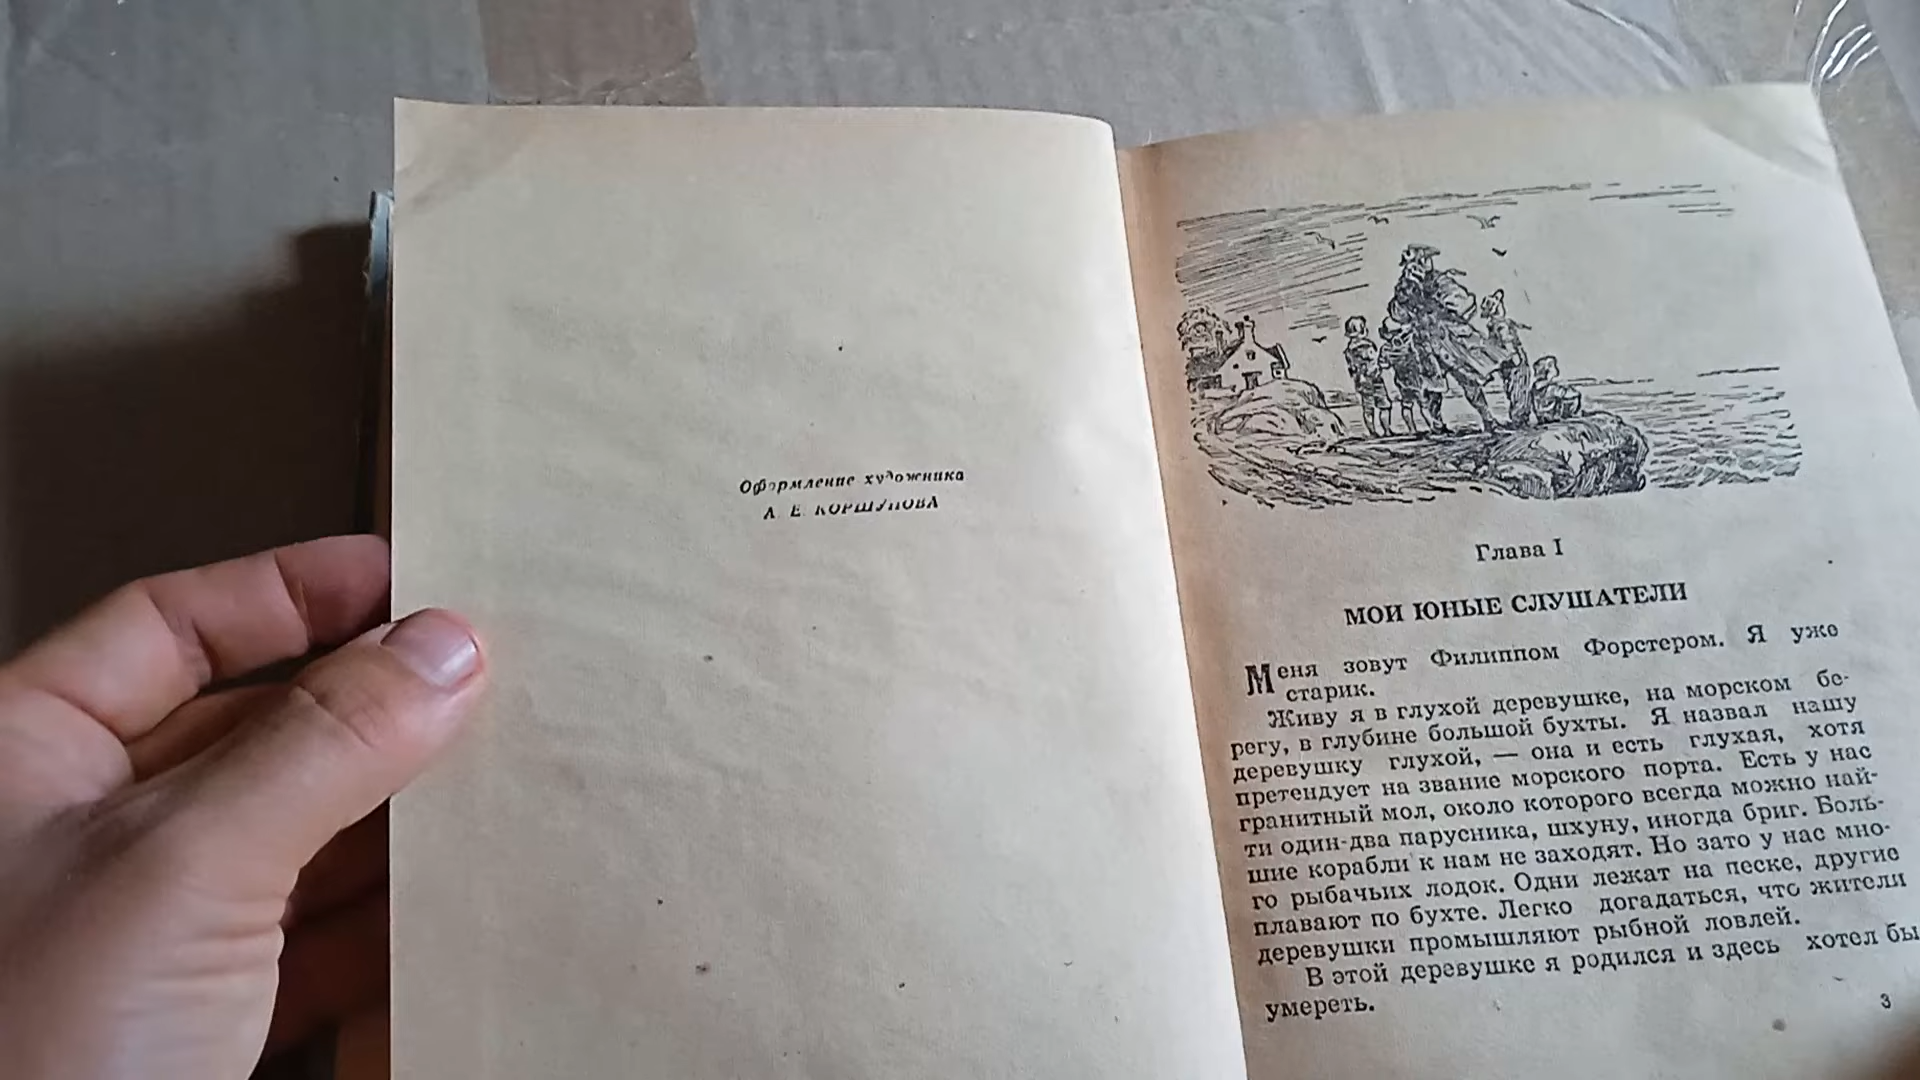 Оформление художника
А. Е. КОРШУНОВА
Глава I
МОИ ЮНЫЕ СЛУШАТЕЛИ
Меня зовут Филиппом Форстером. Я уже
старик.
Живу я в глухой деревушке, на морском бе-
регу, в глубине большой бухты. Я назвал нашу
деревушку глухой, — она и есть глухая, хотя
претендует на звание морского порта. Есть у нас
гранитный мол, около которого всегда можно най-
ти один-два парусника, шхуну, иногда бриг. Боль-
шие корабли к нам не заходят. Но зато у нас мно-
го рыбачьих лодок. Одни лежат на песке, другие
плавают по бухте. Легко догадаться, что жители
деревушки промышляют рыбной ловлей.
В этой деревушке я родился и здесь хотел бы
умереть.
3